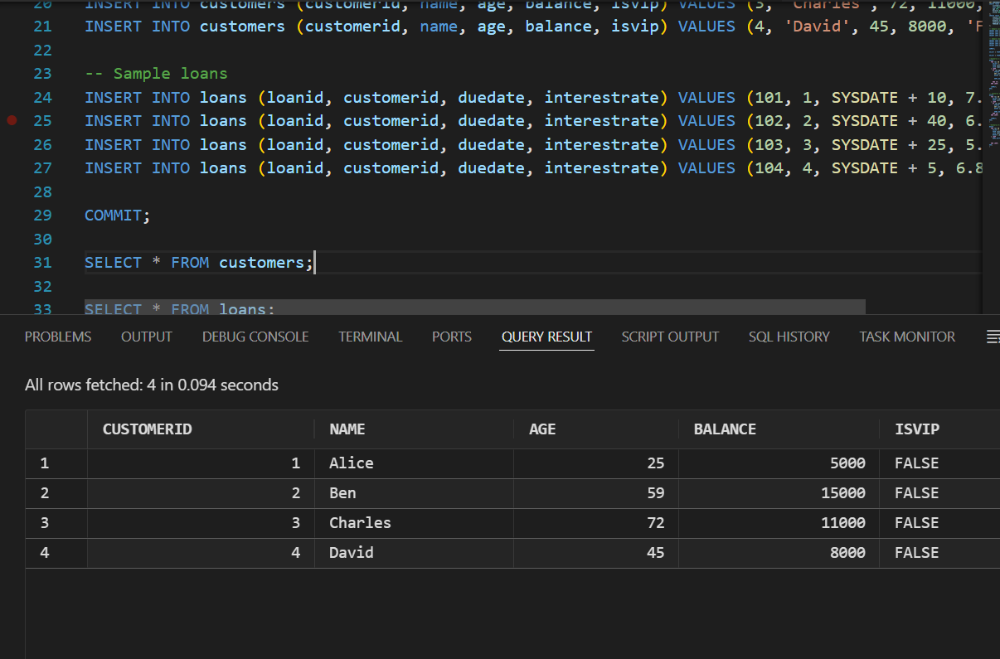 20 INSERT INTO customers (customerid, name, age, balance, isvip) VALUES (3, 'Charles', 72, 11000,
21 INSERT INTO customers (customerid, name, age, balance, isvip) VALUES (4, 'David', 45, 8000, 'F
22
23 -- Sample loans
24 INSERT INTO loans (loanid, customerid, duedate, interestrate) VALUES (101, 1, SYSDATE + 10, 7.
25 INSERT INTO loans (loanid, customerid, duedate, interestrate) VALUES (102, 2, SYSDATE + 40, 6.
26 INSERT INTO loans (loanid, customerid, duedate, interestrate) VALUES (103, 3, SYSDATE + 25, 5.
27 INSERT INTO loans (loanid, customerid, duedate, interestrate) VALUES (104, 4, SYSDATE + 5, 6.8
28
29 COMMIT;
30
31 SELECT * FROM customers;
32
33 SELECT * FROM loans;
PROBLEMS OUTPUT DEBUG CONSOLE TERMINAL PORTS QUERY RESULT SCRIPT OUTPUT SQL HISTORY TASK MONITOR
All rows fetched: 4 in 0.094 seconds
CUSTOMERID NAME AGE BALANCE ISVIP
1 1 Alice 25 5000 FALSE
2 2 Ben 59 15000 FALSE
3 3 Charles 72 11000 FALSE
4 4 David 45 8000 FALSE